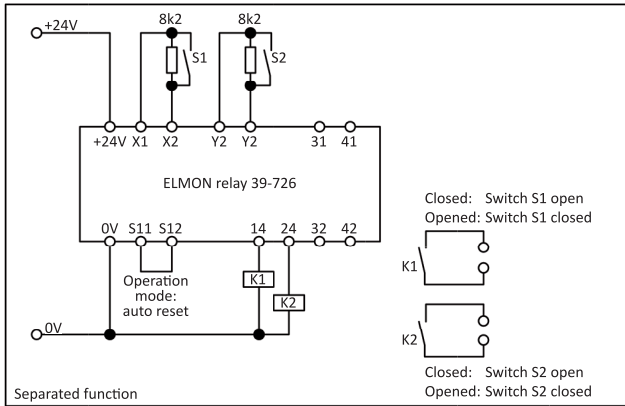 +24V
8k2
8k2
S1
S2
+24V X1 X2 Y2 Y2 31 41
ELMON relay 39-726
0V S11 S12 14 24 32 42
Operation
mode:
auto reset
K1
K2
0V
Closed: Switch S1 open
Opened: Switch S1 closed
K1
K2
Closed: Switch S2 open
Opened: Switch S2 closed
Separated function